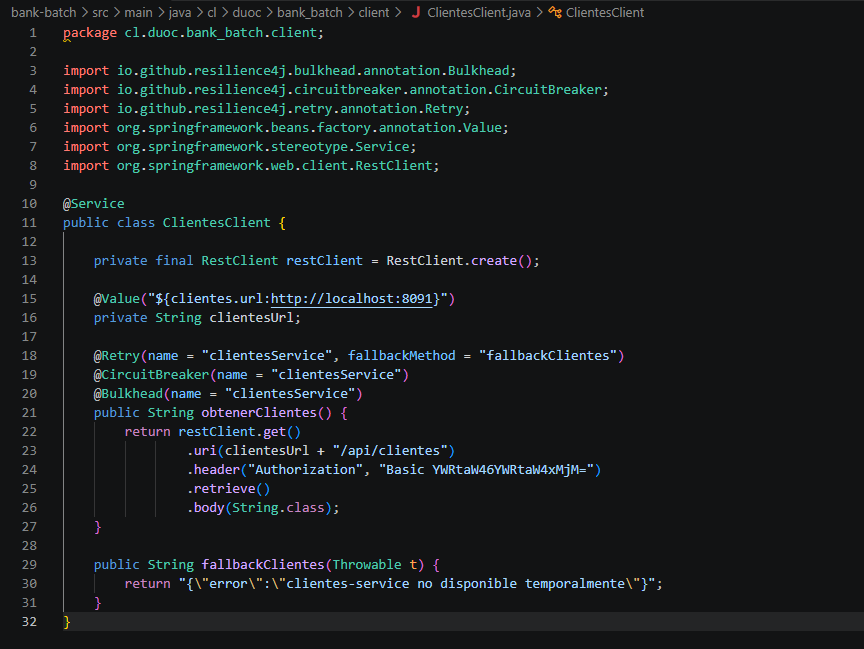 bank-batch > src > main > java > cl > duoc > bank_batch > client > J ClientesClient.java > ClientesClient
1 package cl.duoc.bank_batch.client;
2
3 import io.github.resilience4j.bulkhead.annotation.Bulkhead;
4 import io.github.resilience4j.circuitbreaker.annotation.CircuitBreaker;
5 import io.github.resilience4j.retry.annotation.Retry;
6 import org.springframework.beans.factory.annotation.Value;
7 import org.springframework.stereotype.Service;
8 import org.springframework.web.client.RestClient;
9
10 @Service
11 public class ClientesClient {
12
13     private final RestClient restClient = RestClient.create();
14
15     @Value("${clientes.url:http://localhost:8091}")
16     private String clientesUrl;
17
18     @Retry(name = "clientesService", fallbackMethod = "fallbackClientes")
19     @CircuitBreaker(name = "clientesService")
20     @Bulkhead(name = "clientesService")
21     public String obtenerClientes() {
22         return restClient.get()
23                 .uri(clientesUrl + "/api/clientes")
24                 .header("Authorization", "Basic YWRtaW46YWRtaW4xMjM=")
25                 .retrieve()
26                 .body(String.class);
27     }
28
29     public String fallbackClientes(Throwable t) {
30         return "{\"error\":\"clientes-service no disponible temporalmente\"}";
31     }
32 }